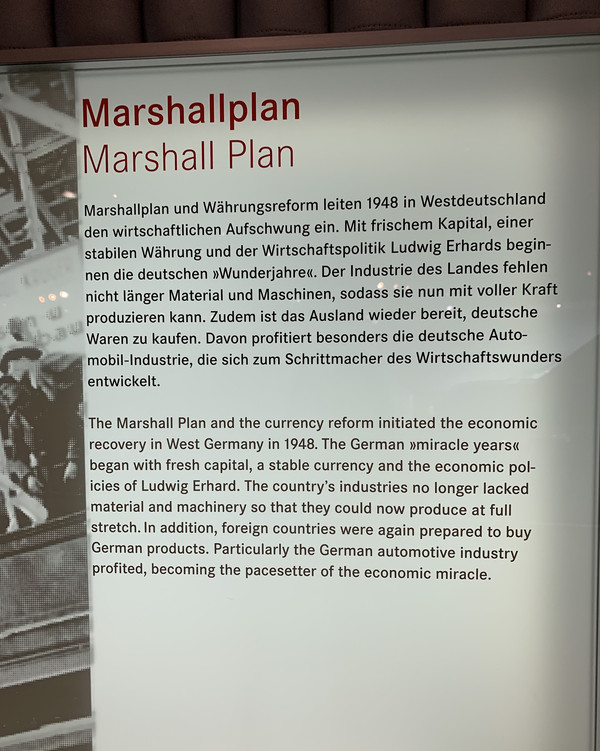 Marshallplan
Marshall Plan
Marshallplan und Währungsreform leiten 1948 in Westdeutschland
den wirtschaftlichen Aufschwung ein. Mit frischem Kapital, einer
stabilen Währung und der Wirtschaftspolitik Ludwig Erhards begin-
nen die deutschen »Wunderjahre«. Der Industrie des Landes fehlen
nicht länger Material und Maschinen, sodass sie nun mit voller Kraft
produzieren kann. Zudem ist das Ausland wieder bereit, deutsche
Waren zu kaufen. Davon profitiert besonders die deutsche Auto-
mobil-Industrie, die sich zum Schrittmacher des Wirtschaftswunders
entwickelt.
The Marshall Plan and the currency reform initiated the economic
recovery in West Germany in 1948. The German »miracle years«
began with fresh capital, a stable currency and the economic pol-
icies of Ludwig Erhard. The country's industries no longer lacked
material and machinery so that they could now produce at full
stretch. In addition, foreign countries were again prepared to buy
German products. Particularly the German automotive industry
profited, becoming the pacesetter of the economic miracle.